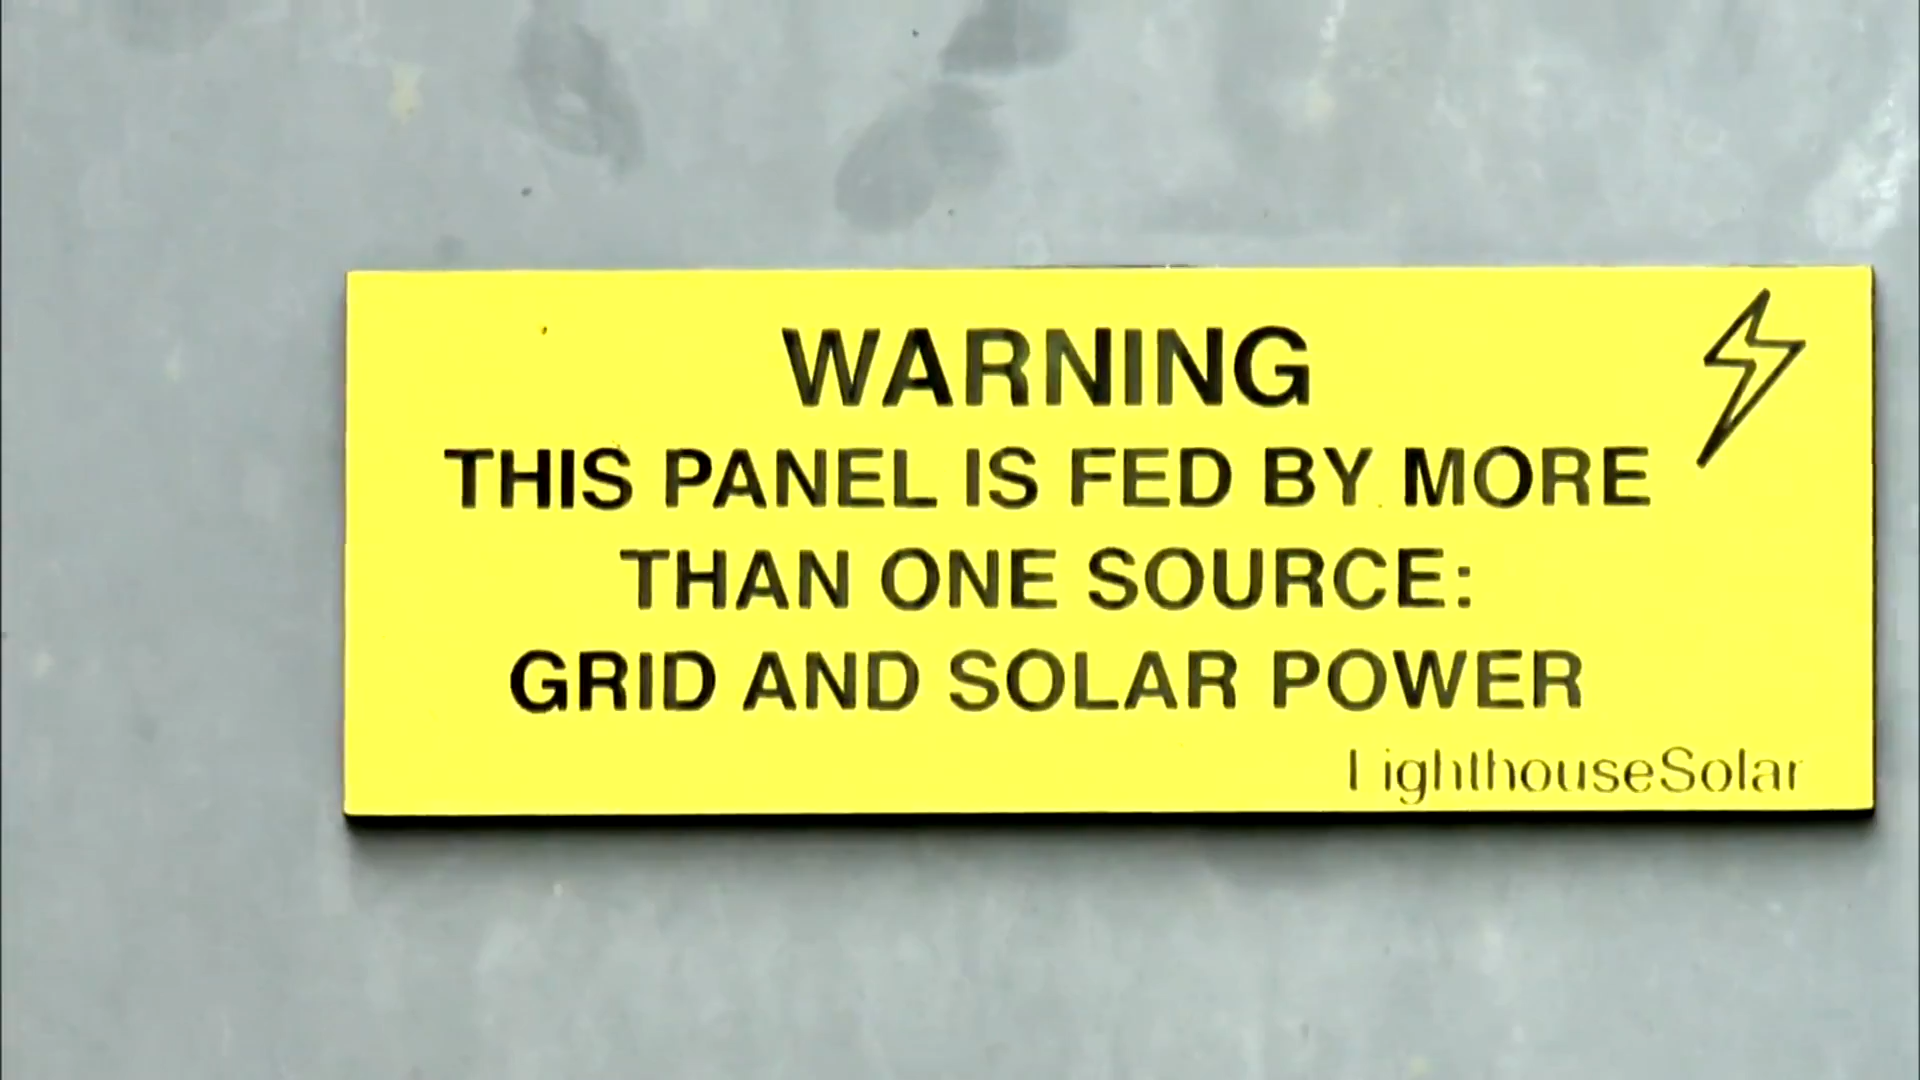 WARNING
THIS PANEL IS FED BY MORE
THAN ONE SOURCE:
GRID AND SOLAR POWER
LighthouseSolar